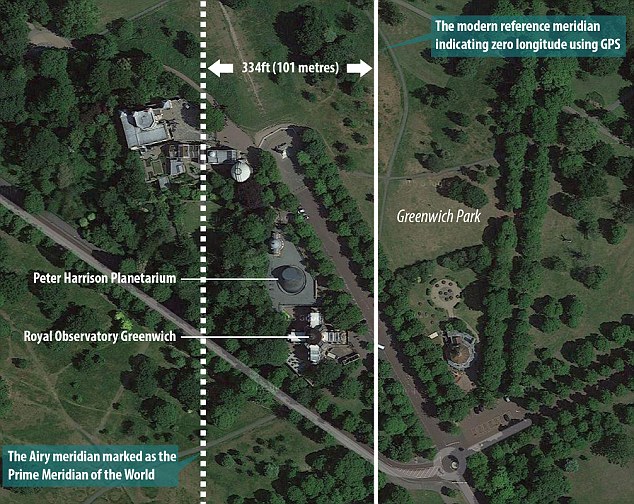 The modern reference meridian
indicating zero longitude using GPS
334ft (101 metres)
Greenwich Park
Peter Harrison Planetarium
Royal Observatory Greenwich
The Airy meridian marked as the
Prime Meridian of the World